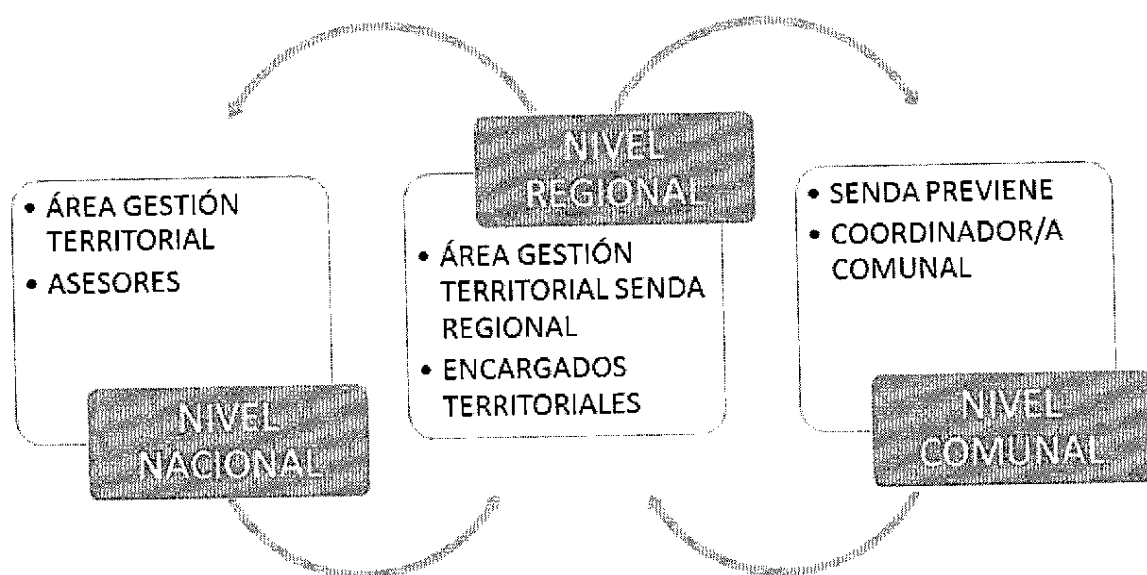 • ÁREA GESTIÓN
TERRITORIAL
• ASESORES
NIVEL
NACIONAL
NIVEL
REGIONAL
• ÁREA GESTIÓN
TERRITORIAL SENDA
REGIONAL
• ENCARGADOS
TERRITORIALES
• SENDA PREVIENE
• COORDINADOR/A
COMUNAL
NIVEL
COMUNAL